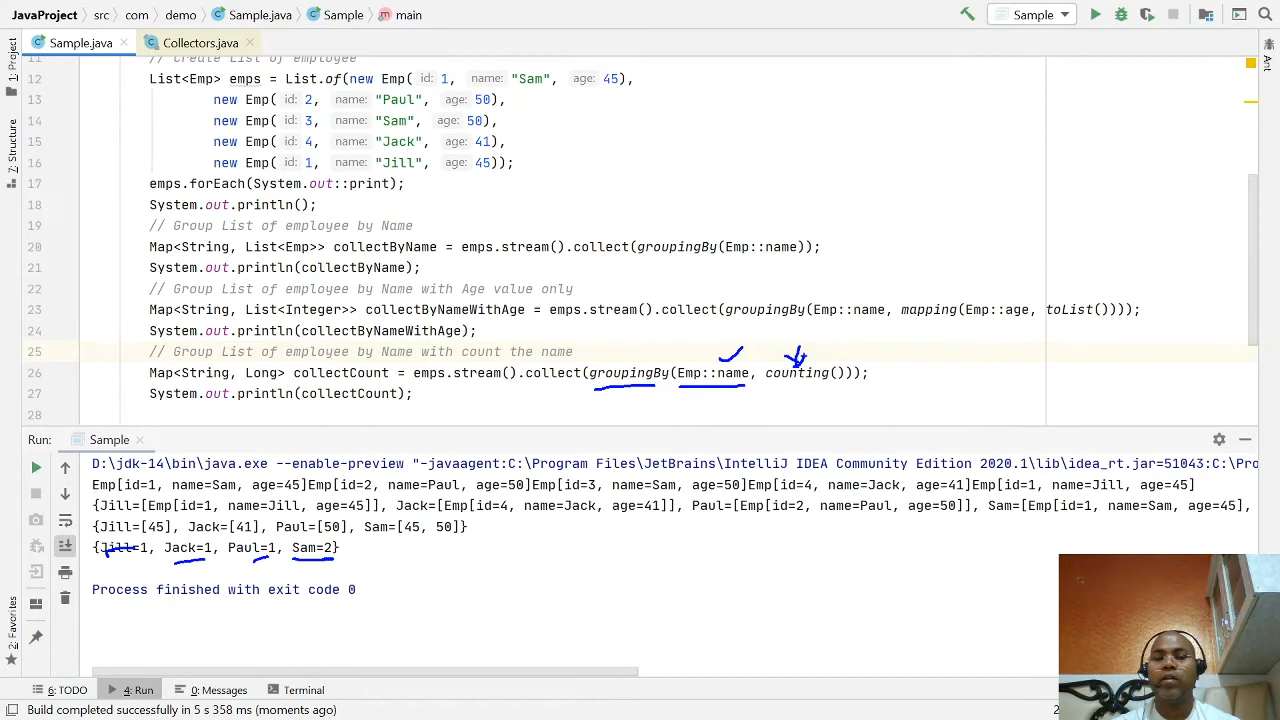 JavaProject src com demo Sample.java Sample main Sample
Sample.java Collectors.java
1: Project
7: Structure
2: Favorites
Ant
11 // Create List of employee
12 List<Emp> emps = List.of(new Emp( id: 1, name: "Sam", age: 45),
13 new Emp( id: 2, name: "Paul", age: 50),
14 new Emp( id: 3, name: "Sam", age: 50),
15 new Emp( id: 4, name: "Jack", age: 41),
16 new Emp( id: 1, name: "Jill", age: 45));
17 emps.forEach(System.out::print);
18 System.out.println();
19 // Group List of employee by Name
20 Map<String, List<Emp>> collectByName = emps.stream().collect(groupingBy(Emp::name));
21 System.out.println(collectByName);
22 // Group List of employee by Name with Age value only
23 Map<String, List<Integer>> collectByNameWithAge = emps.stream().collect(groupingBy(Emp::name, mapping(Emp::age, toList())));
24 System.out.println(collectByNameWithAge);
25 // Group List of employee by Name with count the name
26 Map<String, Long> collectCount = emps.stream().collect(groupingBy(Emp::name, counting()));
27 System.out.println(collectCount);
28
Run: Sample
D:\jdk-14\bin\java.exe --enable-preview "-javaagent:C:\Program Files\JetBrains\IntelliJ IDEA Community Edition 2020.1\lib\idea_rt.jar=51043:C:\Pro
Emp[id=1, name=Sam, age=45]Emp[id=2, name=Paul, age=50]Emp[id=3, name=Sam, age=50]Emp[id=4, name=Jack, age=41]Emp[id=1, name=Jill, age=45]
{Jill=[Emp[id=1, name=Jill, age=45]], Jack=[Emp[id=4, name=Jack, age=41]], Paul=[Emp[id=2, name=Paul, age=50]], Sam=[Emp[id=1, name=Sam, age=45],
{Jill=[45], Jack=[41], Paul=[50], Sam=[45, 50]}
{Jill=1, Jack=1, Paul=1, Sam=2}
Process finished with exit code 0
6: TODO 4: Run 0: Messages Terminal
Build completed successfully in 5 s 358 ms (moments ago)